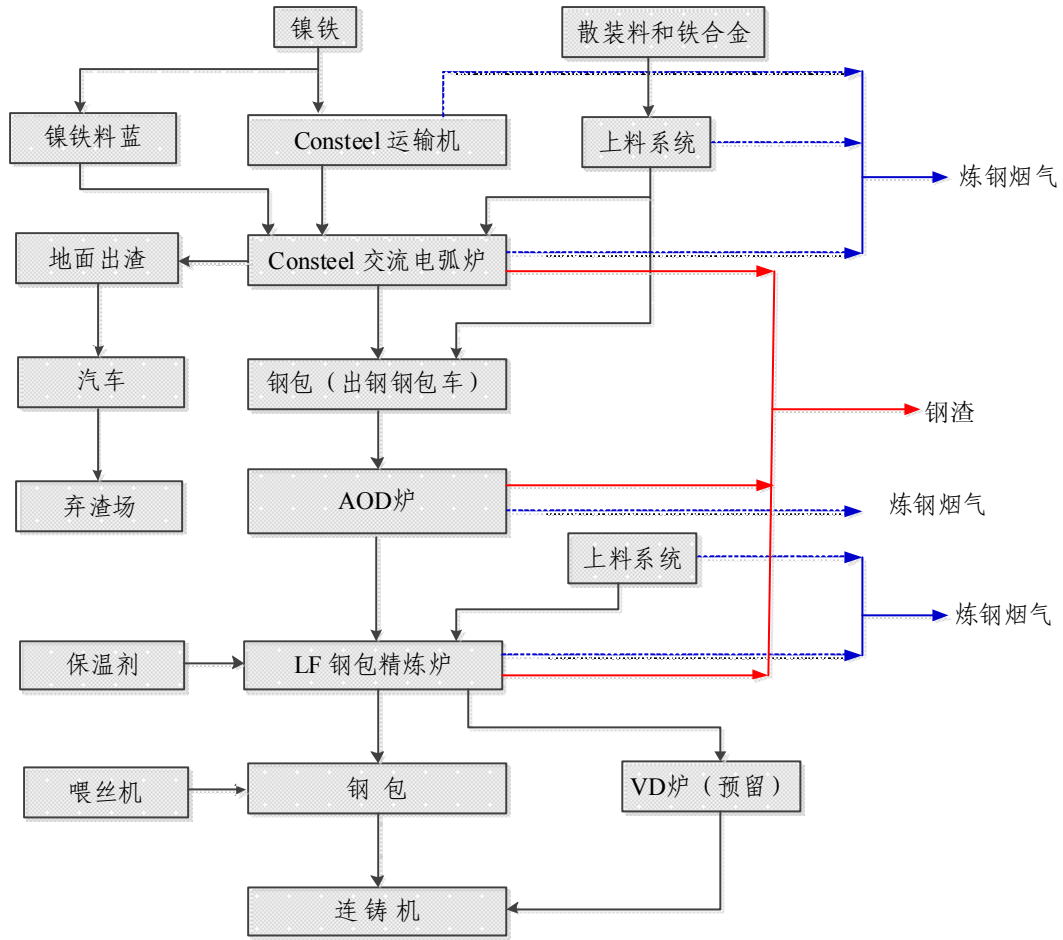 镍铁
散装料和铁合金
镍铁料蓝
Consteel 运输机
上料系统
炼钢烟气
地面出渣
Consteel 交流电弧炉
汽车
钢包（出钢钢包车）
钢渣
弃渣场
AOD炉
炼钢烟气
上料系统
炼钢烟气
保温剂
LF 钢包精炼炉
喂丝机
钢 包
VD炉（预留）
连铸机